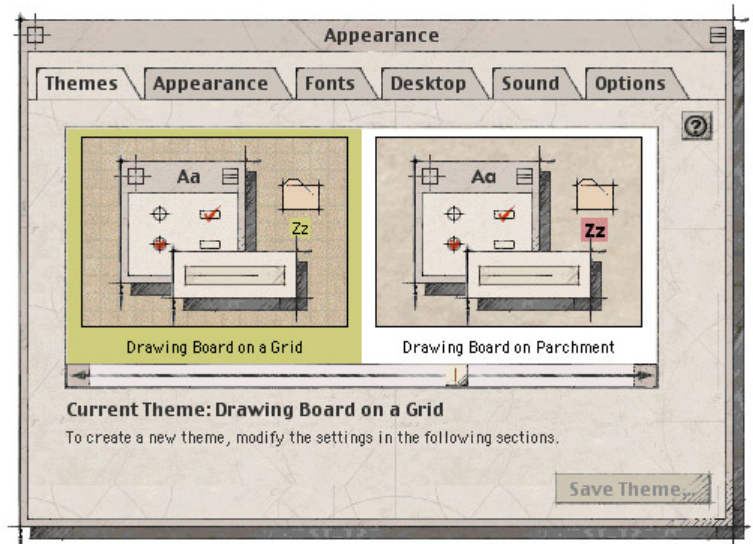 Appearance
Themes Appearance Fonts Desktop Sound Options
?
Aa Aa
Zz Zz
Drawing Board on a Grid Drawing Board on Parchment
Current Theme: Drawing Board on a Grid
To create a new theme, modify the settings in the following sections.
Save Theme...